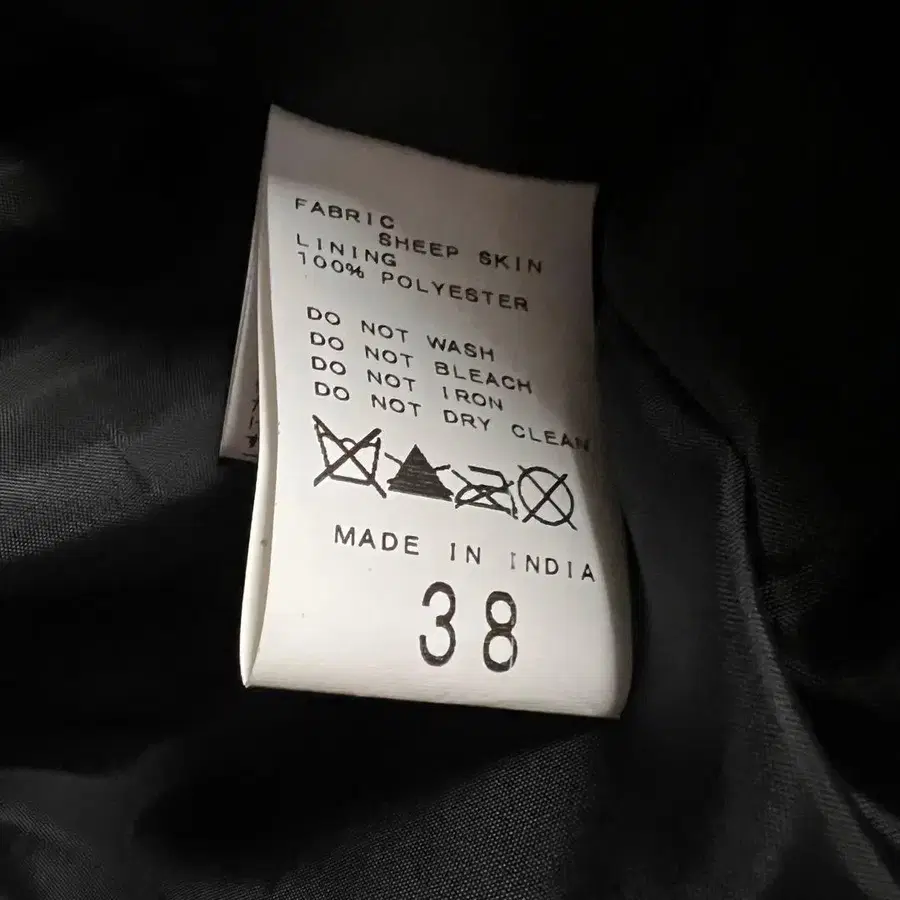 FABRIC
SHEEP SKIN
LINING
100% POLYESTER
DO NOT WASH
DO NOT BLEACH
DO NOT IRON
DO NOT DRY CLEAN
MADE IN INDIA
38